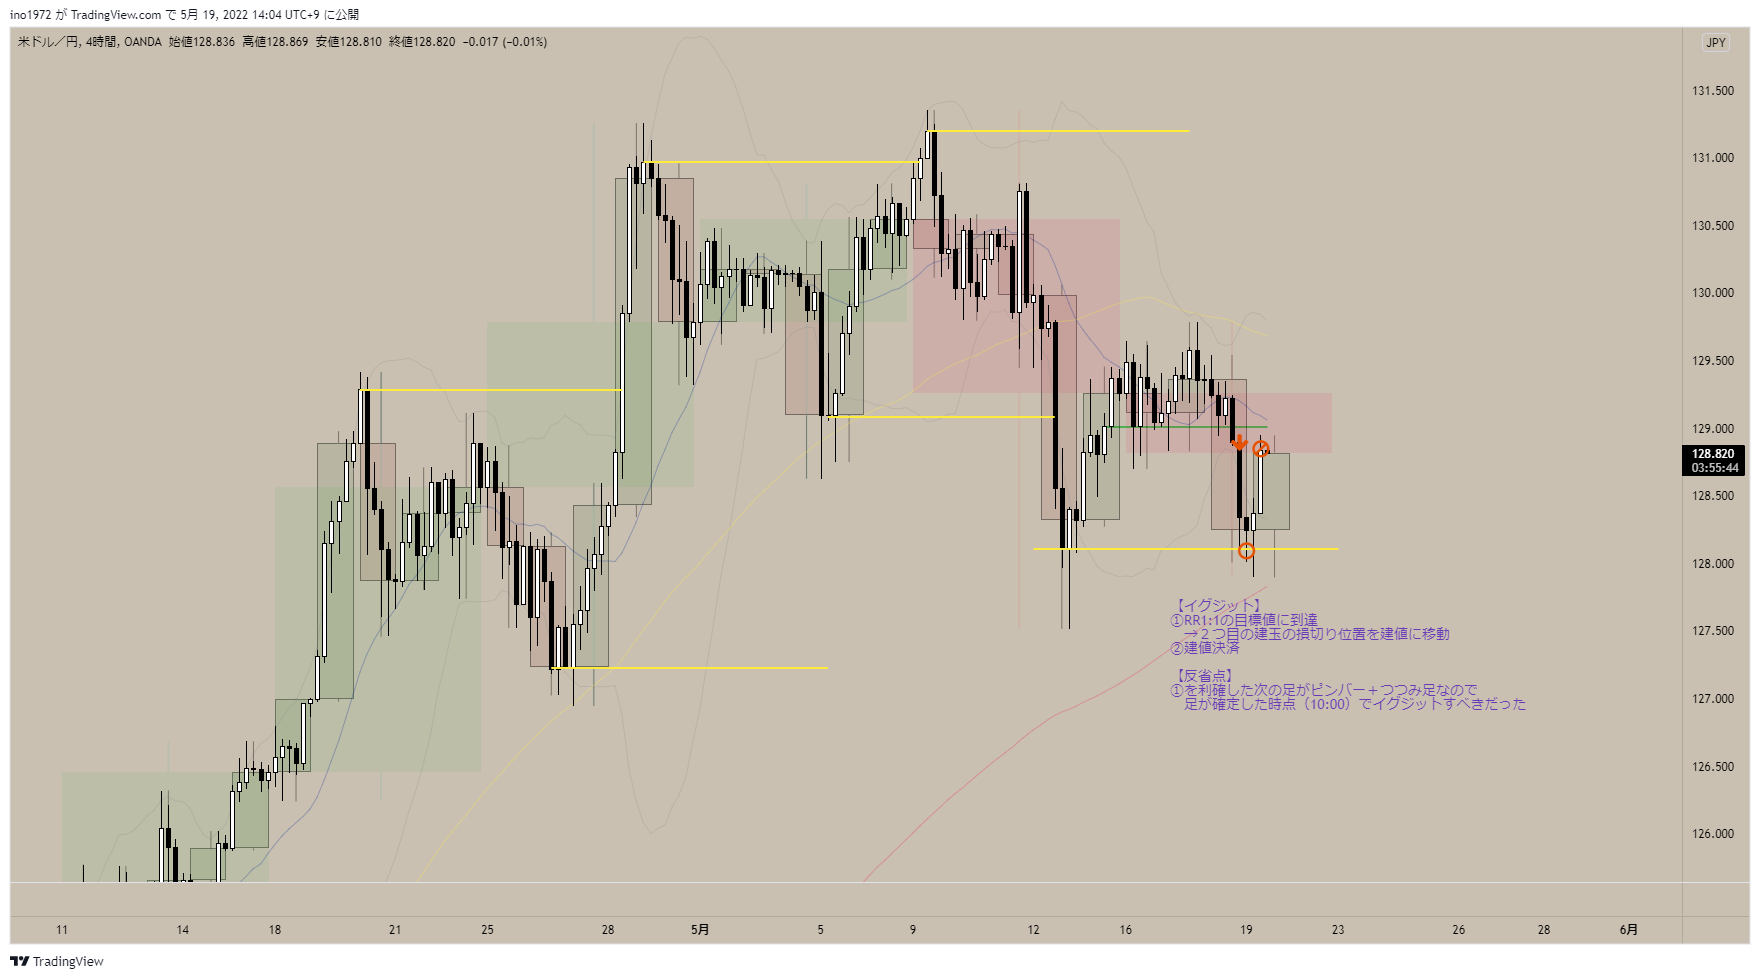 ino1972 が TradingView.com で 5月 19, 2022 14:04 UTC+9 に公開
米ドル／円, 4時間, OANDA 始値128.836 高値128.869 安値128.810 終値128.820 −0.017 (−0.01%)
JPY
131.500
131.000
130.500
130.000
129.500
129.000
128.820
03:55:44
128.500
128.000
127.500
127.000
126.500
126.000
【イグジット】
①RR1:1の目標値に到達
→２つ目の建玉の損切り位置を建値に移動
②建値決済
【反省点】
①を利確した次の足がピンバー＋つつみ足なので
足が確定した時点（10:00）でイグジットすべきだった
11 14 18 21 25 28 5月 5 9 12 16 19 23 26 28 6月
TradingView